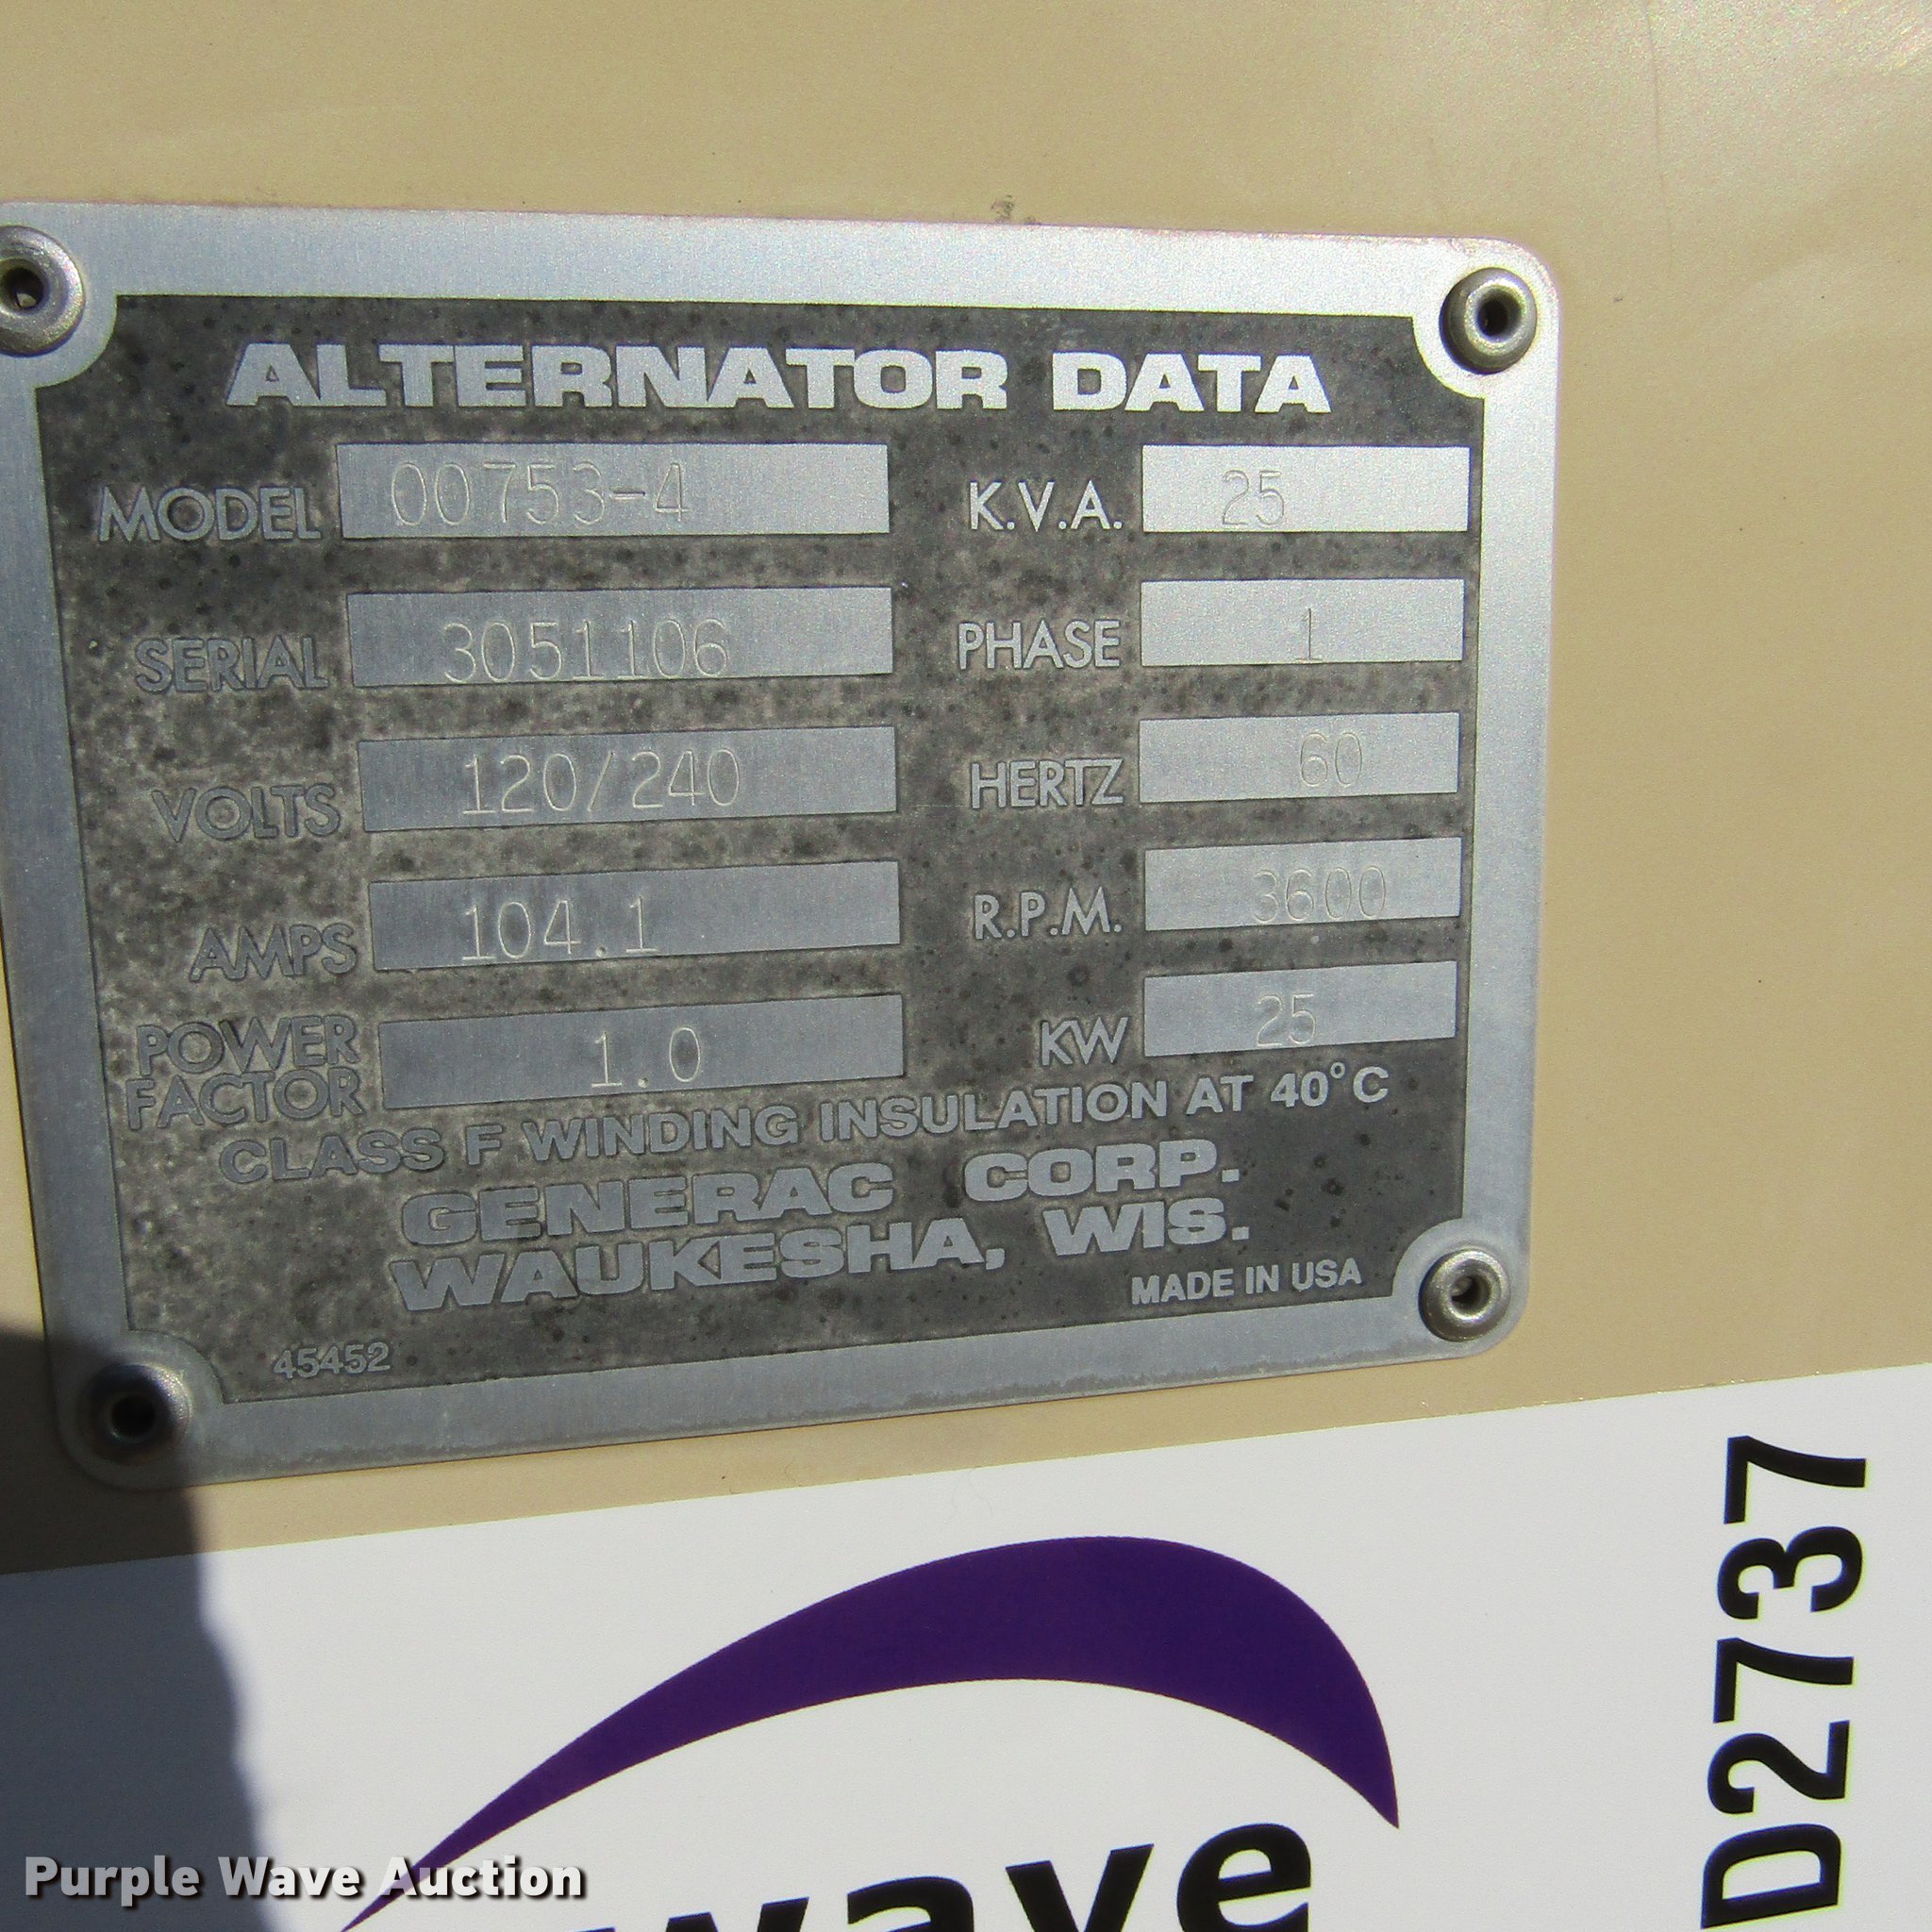 ALTERNATOR DATA
MODEL 00753-4 K.V.A. 25
SERIAL 3051106 PHASE 1
VOLTS 120/240 HERTZ 60
AMPS 104.1 R.P.M. 3600
POWER FACTOR 1.0 KW 25
CLASS F WINDING INSULATION AT 40°C
GENERAC CORP.
WAUKESHA, WIS.
MADE IN USA
45452
D2737
wave
Purple Wave Auction